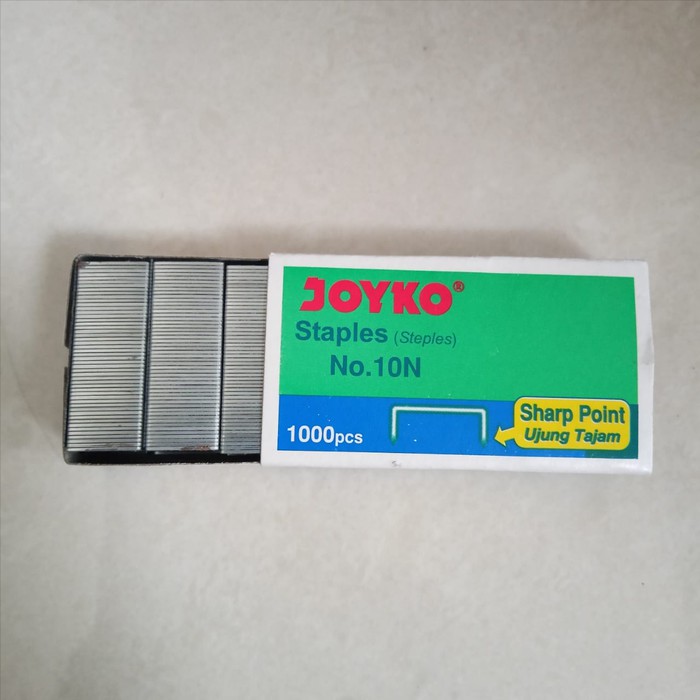 JOYKO®
Staples (Steples)
No.10N
1000pcs
Sharp Point
Ujung Tajam